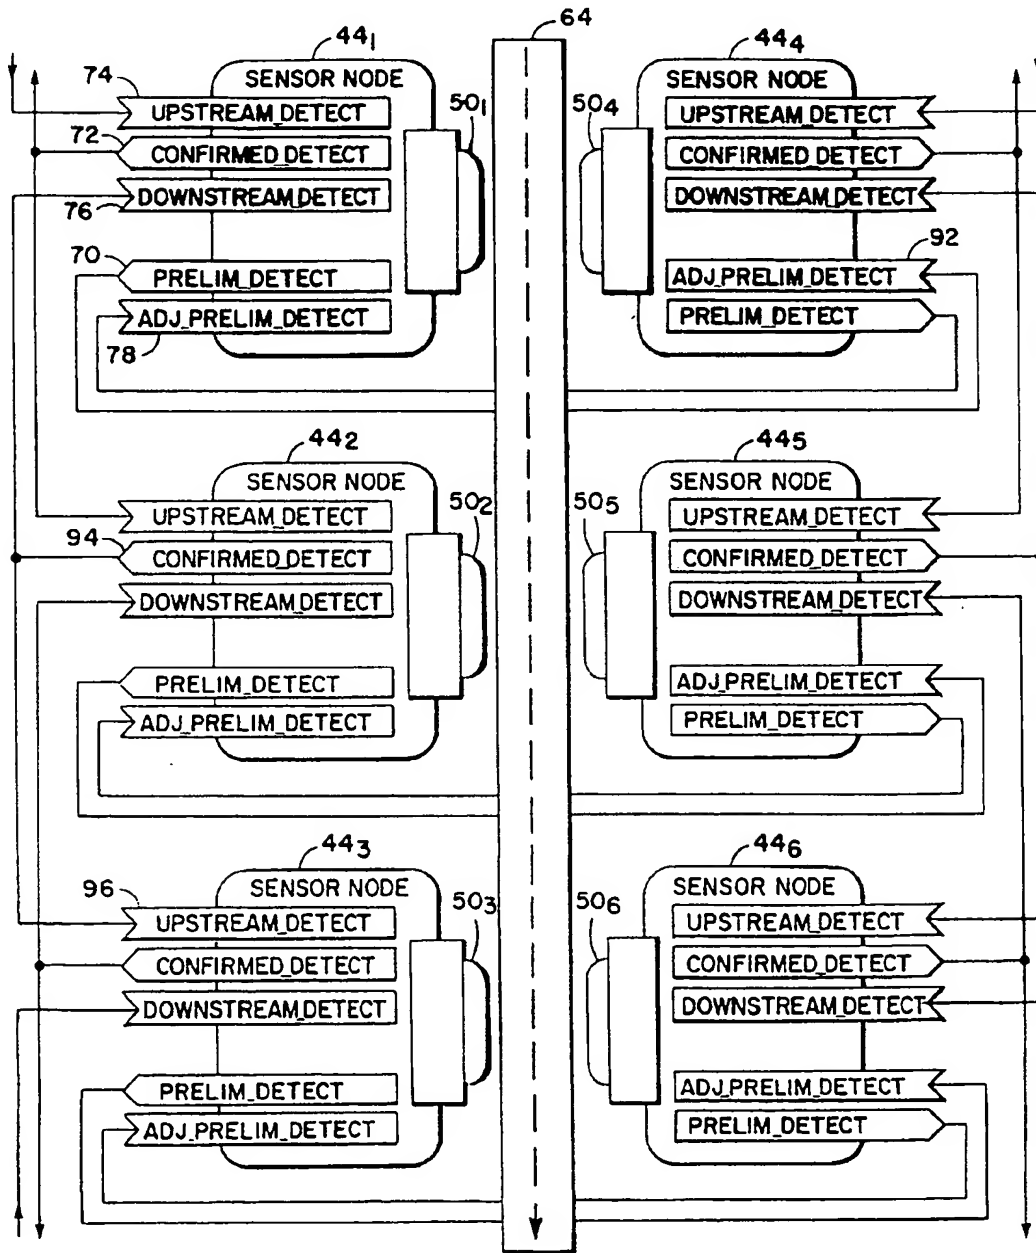 64
44₁
SENSOR NODE
74
UPSTREAM_DETECT
72
CONFIRMED_DETECT
DOWNSTREAM_DETECT
76
70
PRELIM_DETECT
ADJ_PRELIM_DETECT
78
50₁
44₄
SENSOR NODE
50₄
UPSTREAM_DETECT
CONFIRMED_DETECT
DOWNSTREAM_DETECT
92
ADJ_PRELIM_DETECT
PRELIM_DETECT
44₂
SENSOR NODE
UPSTREAM_DETECT
94
CONFIRMED_DETECT
DOWNSTREAM_DETECT
PRELIM_DETECT
ADJ_PRELIM_DETECT
50₂
44₅
SENSOR NODE
50₅
UPSTREAM_DETECT
CONFIRMED_DETECT
DOWNSTREAM_DETECT
ADJ_PRELIM_DETECT
PRELIM_DETECT
44₃
SENSOR NODE
96
UPSTREAM_DETECT
CONFIRMED_DETECT
DOWNSTREAM_DETECT
PRELIM_DETECT
ADJ_PRELIM_DETECT
50₃
44₆
SENSOR NODE
50₆
UPSTREAM_DETECT
CONFIRMED_DETECT
DOWNSTREAM_DETECT
ADJ_PRELIM_DETECT
PRELIM_DETECT